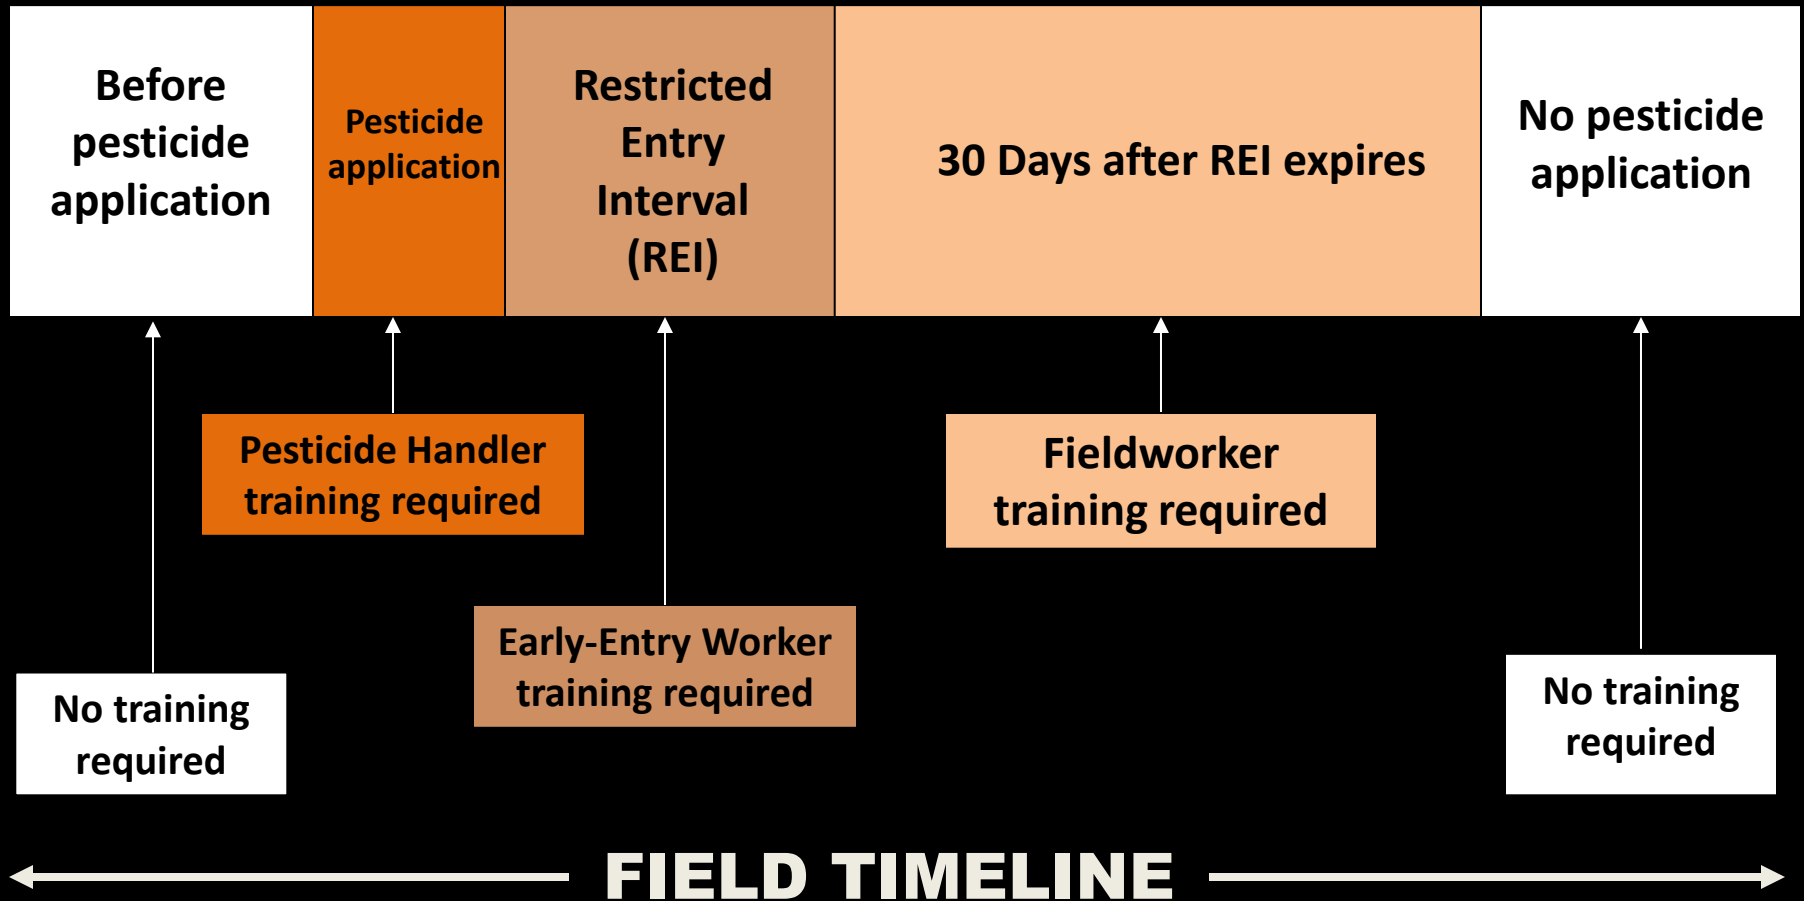 Before
pesticide
application
Pesticide
application
Restricted
Entry
Interval
(REI)
30 Days after REI expires
No pesticide
application
Pesticide Handler
training required
Fieldworker
training required
Early-Entry Worker
training required
No training
required
No training
required
FIELD TIMELINE